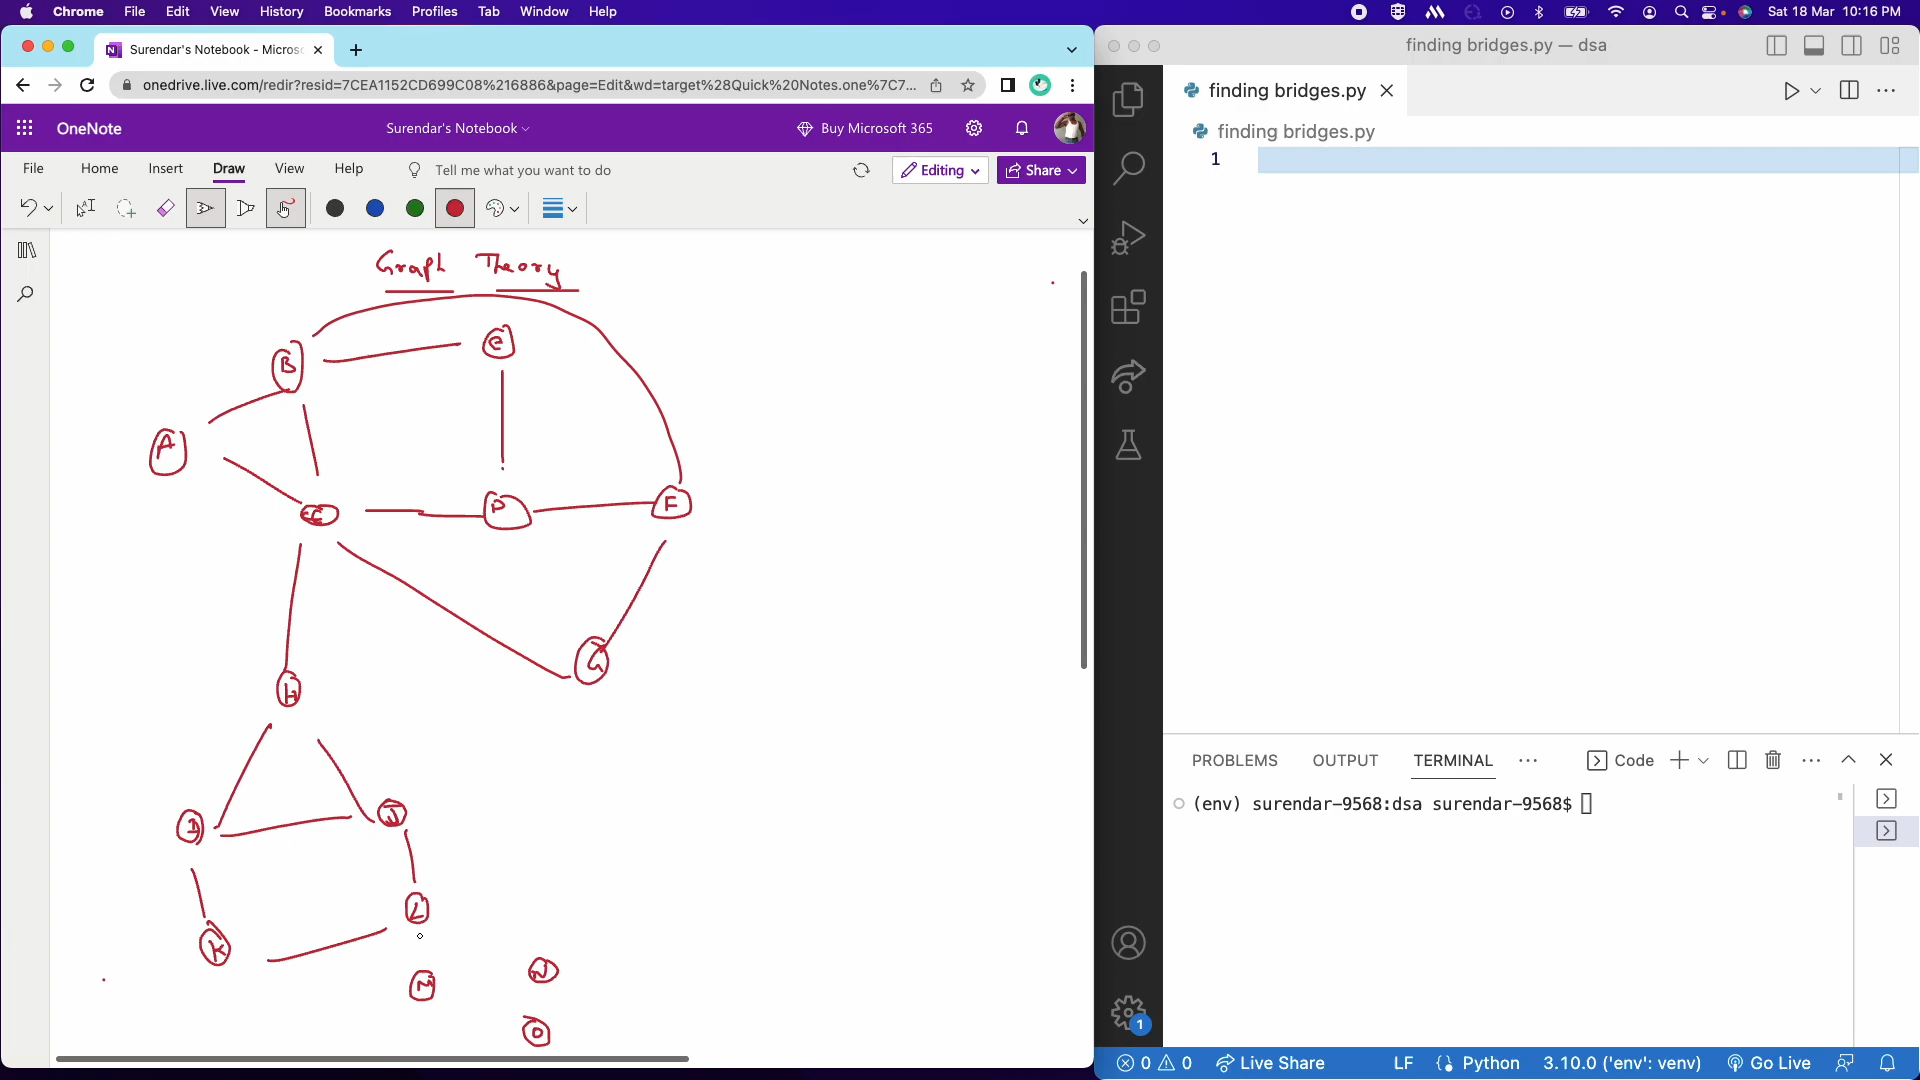 Chrome File Edit View History Bookmarks Profiles Tab Window Help Sat 18 Mar 10:16 PM
Surendar's Notebook - Micros
onedrive.live.com/redir?resid=7CEA1152CD699C08%216886&page=Edit&wd=target%28Quick%20Notes.one%7C7...
OneNote Surendar's Notebook Buy Microsoft 365
File Home Insert Draw View Help Tell me what you want to do Editing Share
Graph Theory
B
E
A
C
D
F
G
H
I
J
L
K
M
N
O
finding bridges.py — dsa
finding bridges.py
finding bridges.py
1
PROBLEMS OUTPUT TERMINAL ... Code
(env) surendar-9568:dsa surendar-9568$
1
0 0 Live Share LF Python 3.10.0 ('env': venv) Go Live